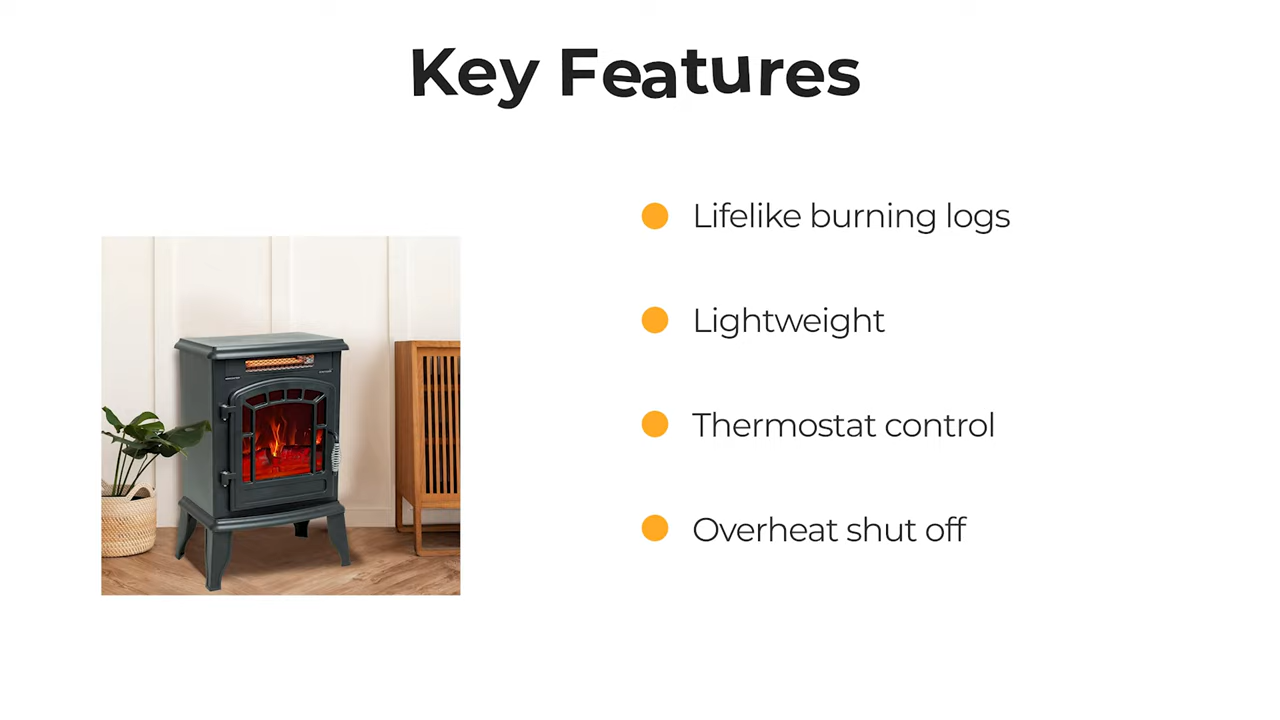 Key Features
Lifelike burning logs
Lightweight
Thermostat control
Overheat shut off